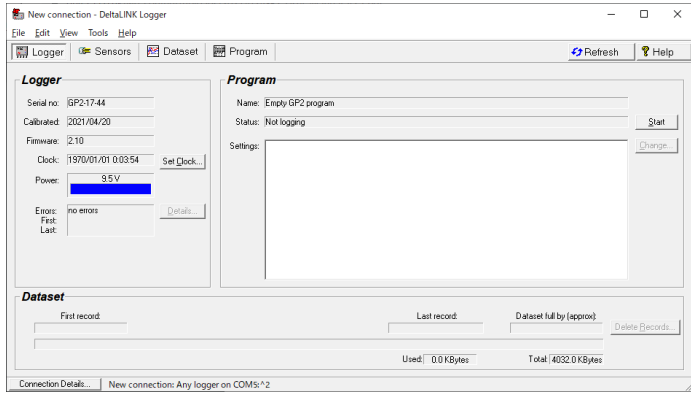 New connection - DeltaLINK Logger
File Edit View Tools Help
Logger Sensors Dataset Program Refresh Help
Logger
Serial no: GP2-17-44
Calibrated: 2021/04/20
Firmware: 2.10
Clock: 1970/01/01 0:03:54 Set Clock...
Power: 9.5 V
Errors: no errors Details...
First:
Last:
Program
Name: Empty GP2 program
Status: Not logging Start
Settings: Change...
Dataset
First record: Last record: Dataset full by (approx):
Delete Records...
Used: 0.0 KBytes Total: 4032.0 KBytes
Connection Details... New connection: Any logger on COM5:^2